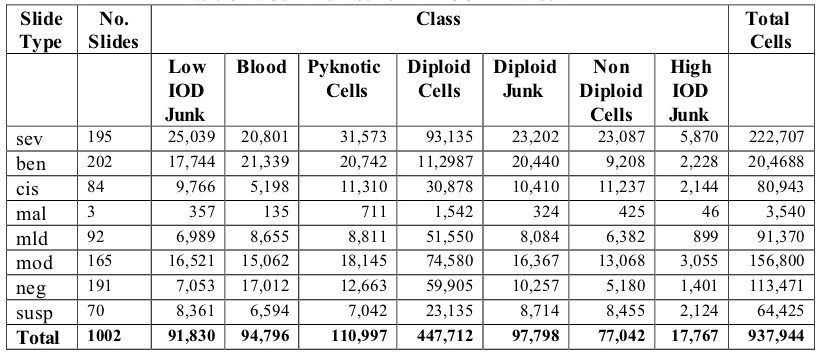 Slide Type No. Slides Class Total Cells
Low IOD Junk Blood Pyknotic Cells Diploid Cells Diploid Junk Non Diploid Cells High IOD Junk
sev 195 25,039 20,801 31,573 93,135 23,202 23,087 5,870 222,707
ben 202 17,744 21,339 20,742 11,2987 20,440 9,208 2,228 20,4688
cis 84 9,766 5,198 11,310 30,878 10,410 11,237 2,144 80,943
mal 3 357 135 711 1,542 324 425 46 3,540
mld 92 6,989 8,655 8,811 51,550 8,084 6,382 899 91,370
mod 165 16,521 15,062 18,145 74,580 16,367 13,068 3,055 156,800
neg 191 7,053 17,012 12,663 59,905 10,257 5,180 1,401 113,471
susp 70 8,361 6,594 7,042 23,135 8,714 8,455 2,124 64,425
Total 1002 91,830 94,796 110,997 447,712 97,798 77,042 17,767 937,944